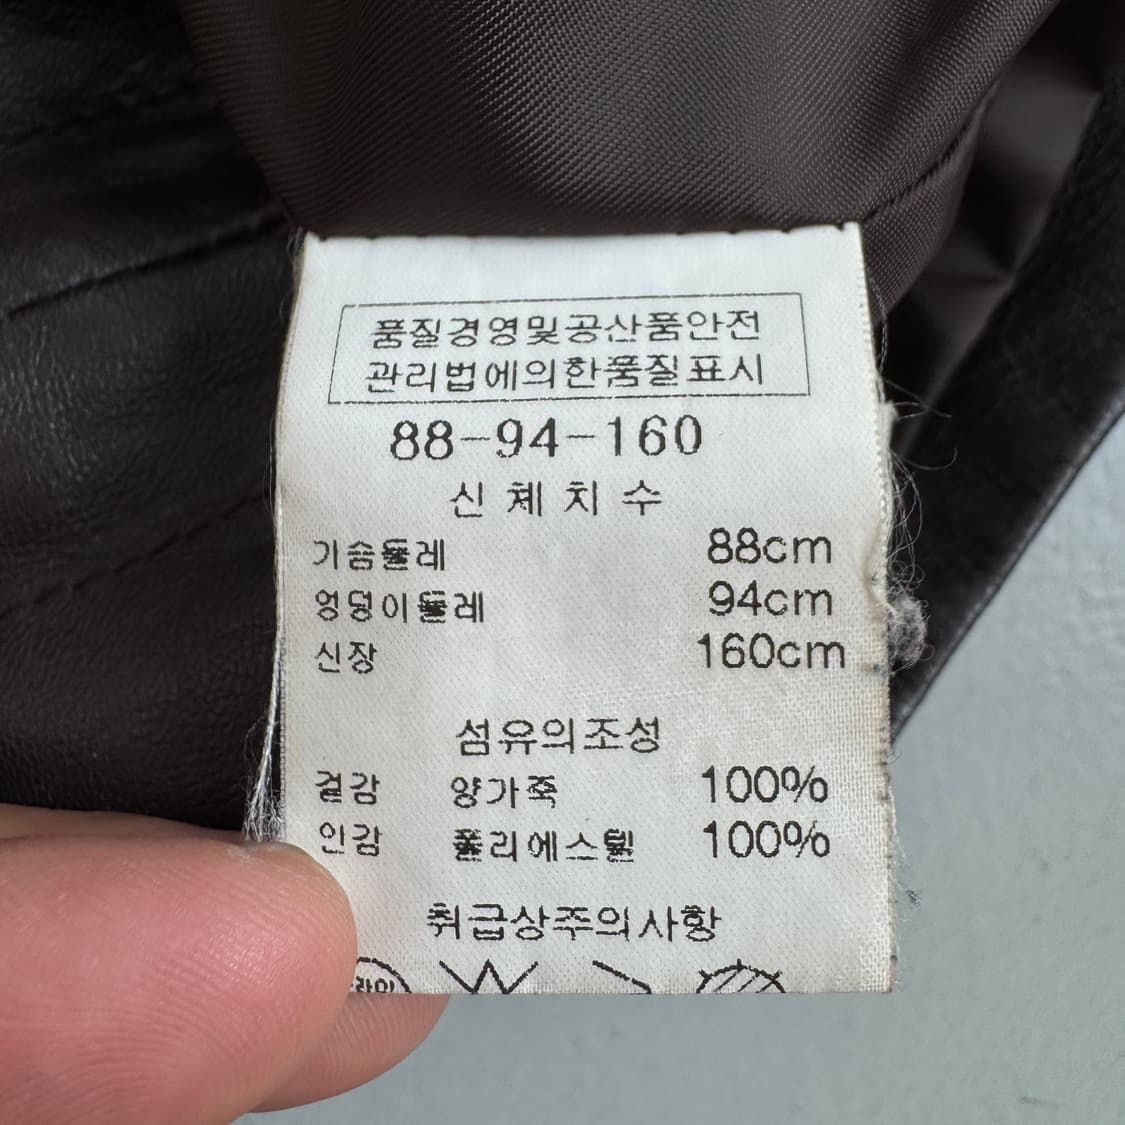 품질경영및공산품안전
관리법에의한품질표시
88-94-160
신체치수
가슴둘레 88cm
엉덩이둘레 94cm
신장 160cm
섬유의조성
겉감 양가죽 100%
안감 폴리에스텔 100%
취급상주의사항